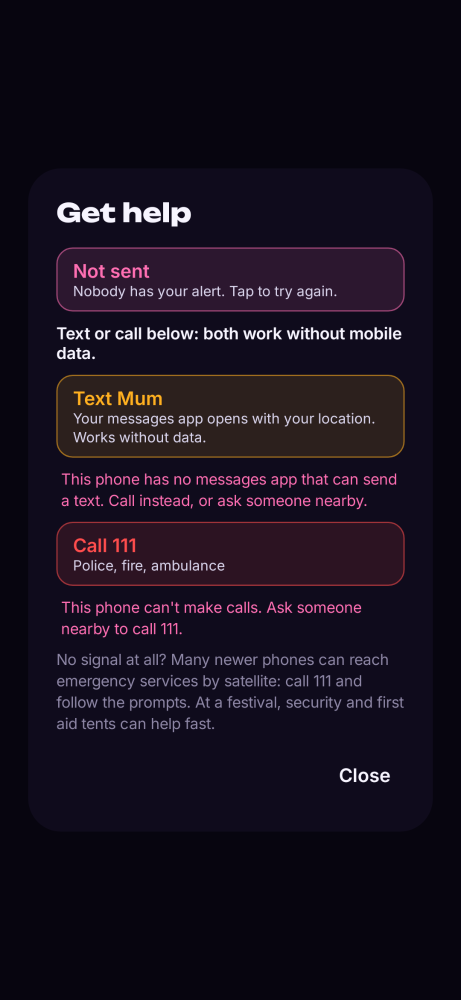 Get help
Not sent
Nobody has your alert. Tap to try again.
Text or call below: both work without mobile
data.
Text Mum
Your messages app opens with your location.
Works without data.
This phone has no messages app that can send
a text. Call instead, or ask someone nearby.
Call 111
Police, fire, ambulance
This phone can't make calls. Ask someone
nearby to call 111.
No signal at all? Many newer phones can reach
emergency services by satellite: call 111 and
follow the prompts. At a festival, security and first
aid tents can help fast.
Close